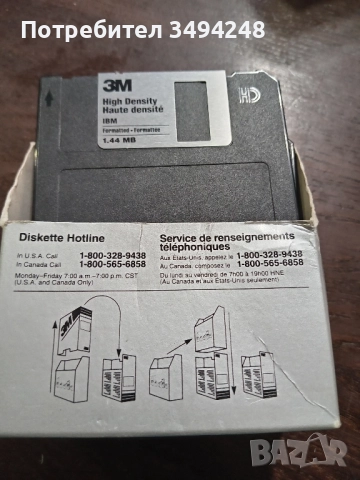 Потребител 3494248
3M
High Density
Haute densité
IBM
Formatted - Formattée
1.44 MB
HD
Diskette Hotline
In U.S.A. Call 1-800-328-9438
In Canada Call 1-800-565-6858
Monday–Friday 7:00 a.m.–7:00 p.m. CST
(U.S.A. and Canada Only)
Service de renseignements
téléphoniques
Aux États-Unis, appelez le 1-800-328-9438
Au Canada, composez le 1-800-565-6858
Du lundi au vendredi de 7h00 à 19h00 HNE
(Au Canada et aux États-Unis seulement)
3M
BAZAR